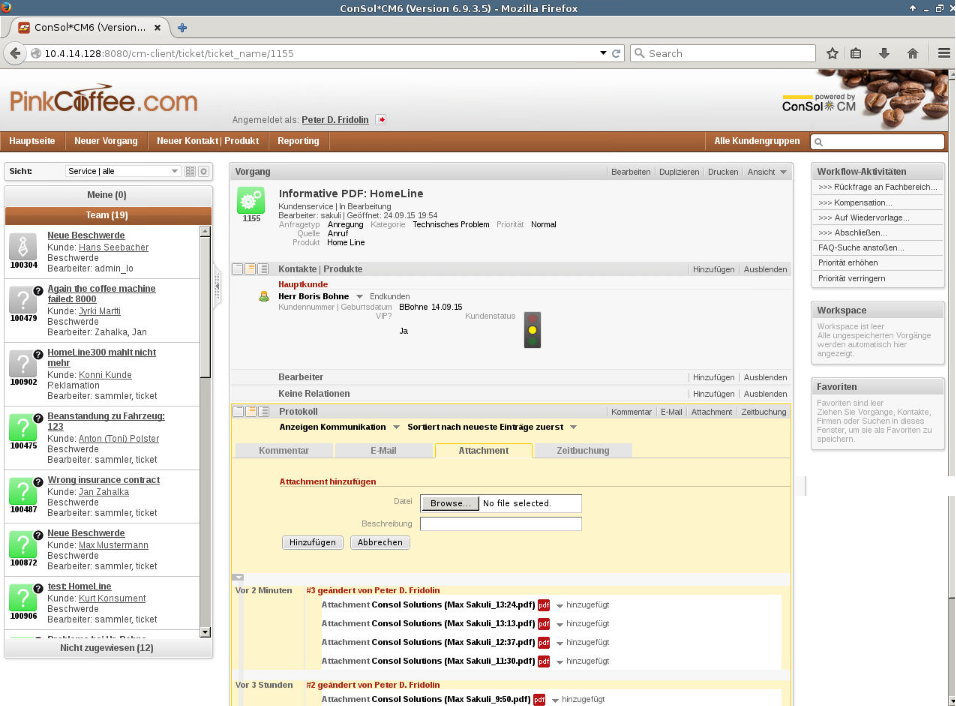 ConSol*CM6 (Version 6.9.3.5) - Mozilla Firefox
ConSol*CM6 (Version...
10.4.14.128:8080/cm-client/ticket/ticket_name/1155
Search
PinkCoffee.com
Angemeldet als: Peter D. Fridolin
powered by
ConSol CM
Hauptseite Neuer Vorgang Neuer Kontakt | Produkt Reporting Alle Kundengruppen
Sicht: Service | alle
Meine (0)
Team (19)
Neue Beschwerde
Kunde: Hans Seebacher
Beschwerde
Bearbeiter: admin_lo
100304
Again the coffee machine
failed: 8000
Kunde: Jyrki Martti
Beschwerde
Bearbeiter: Zahalka, Jan
100479
HomeLine300 mahlt nicht
mehr
Kunde: Konni Kunde
Reklamation
Bearbeiter: sammler, ticket
100902
Beanstandung zu Fahrzeug:
123
Kunde: Anton (Toni) Polster
Beschwerde
Bearbeiter: sammler, ticket
100475
Wrong insurance contract
Kunde: Jan Zahalka
Beschwerde
Bearbeiter: sammler, ticket
100487
Neue Beschwerde
Kunde: Max Mustermann
Beschwerde
Bearbeiter: sammler, ticket
100872
test: HomeLine
Kunde: Kurt Konsument
Beschwerde
Bearbeiter: sammler, ticket
100906
Nicht zugewiesen (12)
Vorgang Bearbeiten Duplizieren Drucken Ansicht
1155
Informative PDF: HomeLine
Kundenservice | In Bearbeitung
Bearbeiter: sakuli | Geöffnet: 24.09.15 19:54
Anfragetyp Anregung Kategorie Technisches Problem Priorität Normal
Quelle Anruf
Produkt Home Line
Kontakte | Produkte Hinzufügen Ausblenden
Hauptkunde
Herr Boris Bohne Endkunden
Kundennummer | Geburtsdatum BBohne 14.09.15
VIP? Kundenstatus
Ja
Bearbeiter Hinzufügen Ausblenden
Keine Relationen Hinzufügen Ausblenden
Protokoll Kommentar E-Mail Attachment Zeitbuchung
Anzeigen Kommunikation Sortiert nach neueste Einträge zuerst
Kommentar E-Mail Attachment Zeitbuchung
Attachment hinzufügen
Datei Browse... No file selected.
Beschreibung
Hinzufügen Abbrechen
Vor 2 Minuten #3 geändert von Peter D. Fridolin
Attachment Consol Solutions (Max Sakuli_13:24.pdf) pdf hinzugefügt
Attachment Consol Solutions (Max Sakuli_13:13.pdf) pdf hinzugefügt
Attachment Consol Solutions (Max Sakuli_12:37.pdf) pdf hinzugefügt
Attachment Consol Solutions (Max Sakuli_11:30.pdf) pdf hinzugefügt
Vor 3 Stunden #2 geändert von Peter D. Fridolin
Attachment Consol Solutions (Max Sakuli_9:50.pdf) pdf hinzugefügt
Workflow-Aktivitäten
>>> Rückfrage an Fachbereich...
>>> Kompensation...
>>> Auf Wiedervorlage...
>>> Abschließen...
FAQ-Suche anstoßen...
Priorität erhöhen
Priorität verringern
Workspace
Workspace ist leer
Alle ungespeicherten Vorgänge
werden automatisch hier
angezeigt
Favoriten
Favoriten sind leer
Ziehen Sie Vorgänge, Kontakte,
Firmen oder Suchen in dieses
Fenster, um sie als Favoriten zu
speichern.